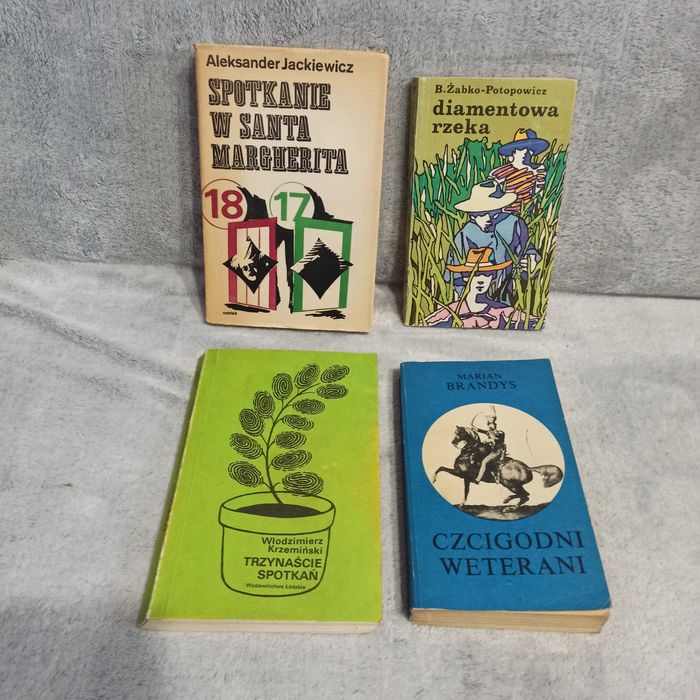 Aleksander Jackiewicz
SPOTKANIE
W SANTA
MARGHERITA
18 17
B. Żabko-Potopowicz
diamentowa
rzeka
Włodzimierz
Krzemiński
TRZYNAŚCIE
SPOTKAŃ
Wydawnictwo Łódzkie
MARIAN
BRANDYS
CZCIGODNI
WETERANI